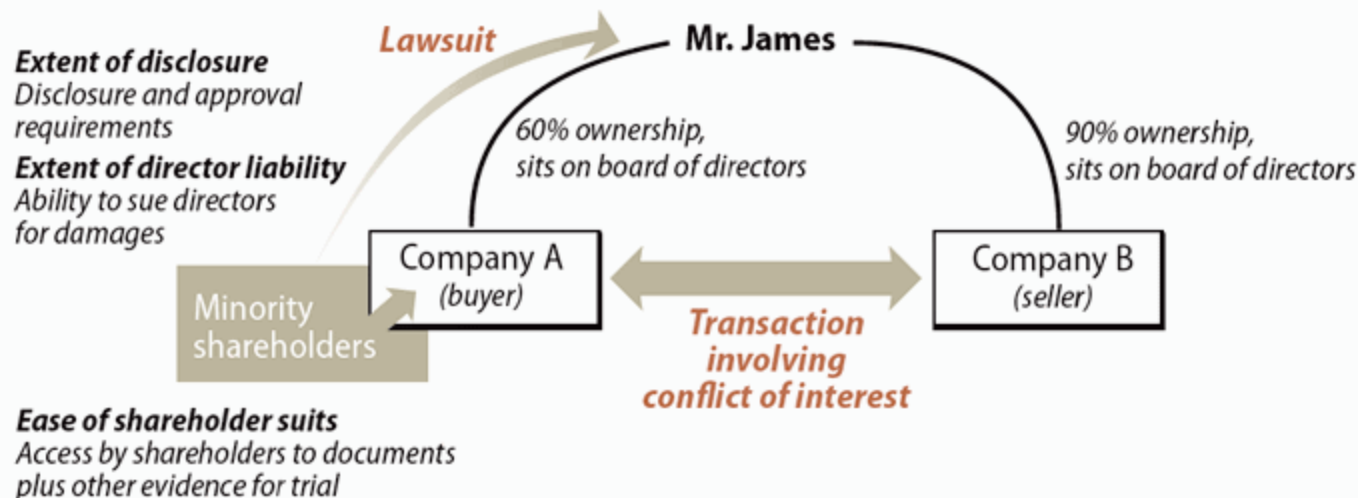 Lawsuit
Mr. James
Extent of disclosure
Disclosure and approval
requirements
Extent of director liability
Ability to sue directors
for damages
60% ownership,
sits on board of directors
90% ownership,
sits on board of directors
Company A
(buyer)
Company B
(seller)
Minority
shareholders
Transaction
involving
conflict of interest
Ease of shareholder suits
Access by shareholders to documents
plus other evidence for trial